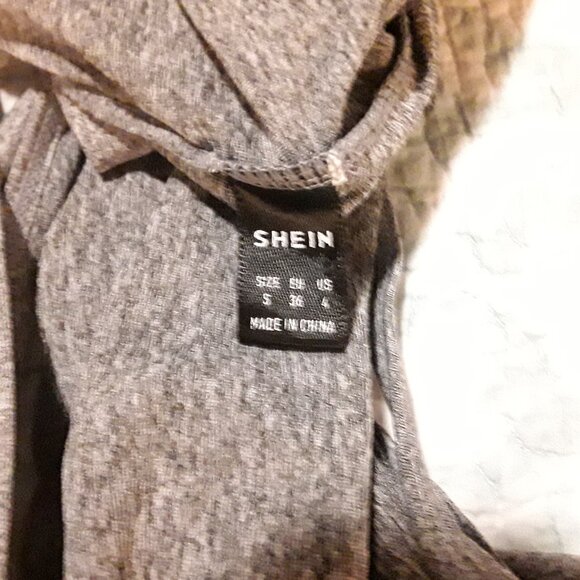 SHEIN
SIZE EU US
S 36 4
MADE IN CHINA